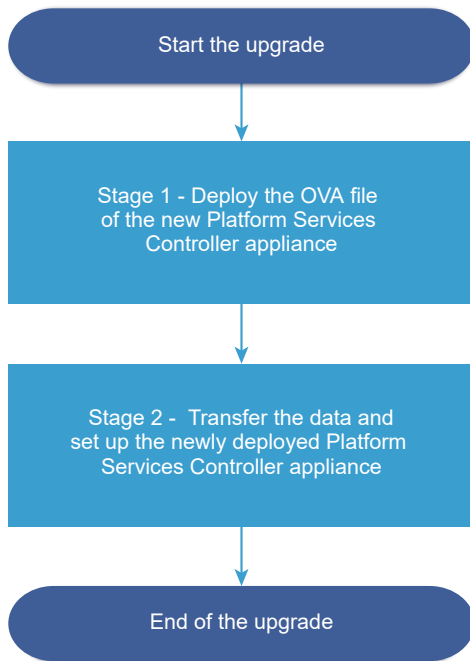 Start the upgrade
Stage 1 - Deploy the OVA file
of the new Platform Services
Controller appliance
Stage 2 -  Transfer the data and
set up the newly deployed Platform
Services Controller appliance
End of the upgrade